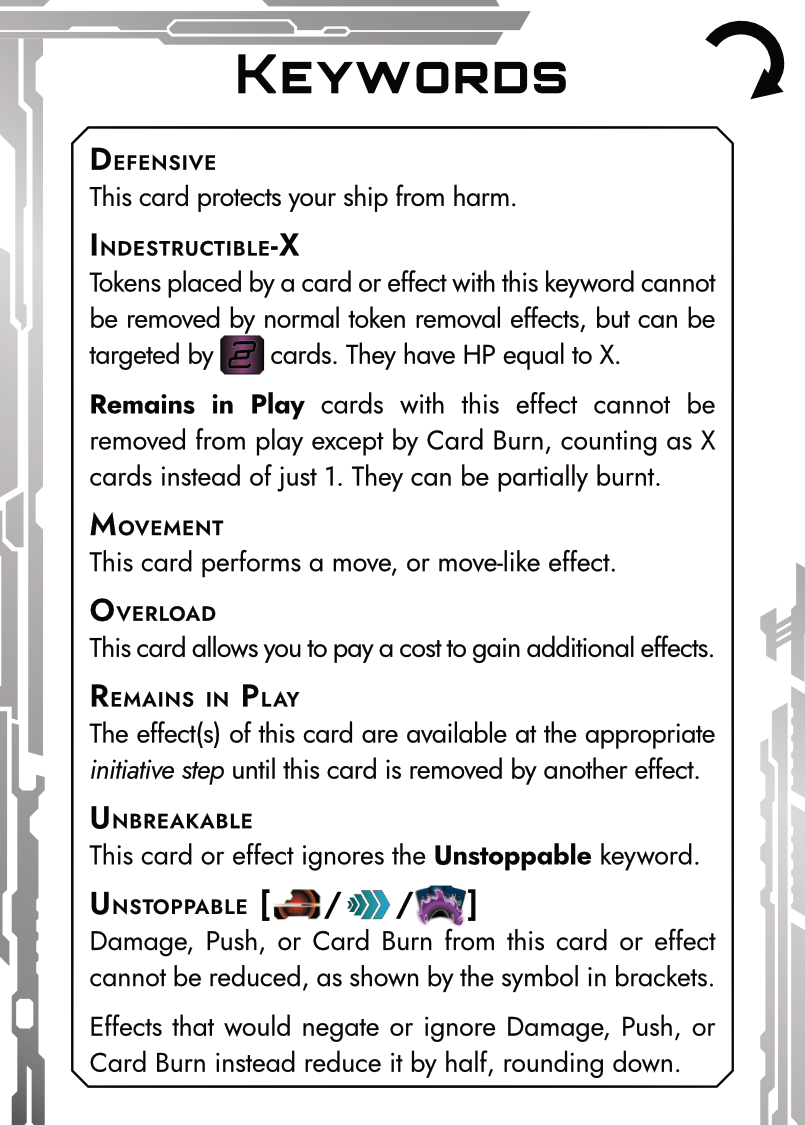 Keywords
Defensive
This card protects your ship from harm.
Indestructible-X
Tokens placed by a card or effect with this keyword cannot
be removed by normal token removal effects, but can be
targeted by cards. They have HP equal to X.
Remains in Play cards with this effect cannot be
removed from play except by Card Burn, counting as X
cards instead of just 1. They can be partially burnt.
Movement
This card performs a move, or move-like effect.
Overload
This card allows you to pay a cost to gain additional effects.
Remains in Play
The effect(s) of this card are available at the appropriate
initiative step until this card is removed by another effect.
Unbreakable
This card or effect ignores the Unstoppable keyword.
Unstoppable [ / / ]
Damage, Push, or Card Burn from this card or effect
cannot be reduced, as shown by the symbol in brackets.
Effects that would negate or ignore Damage, Push, or
Card Burn instead reduce it by half, rounding down.